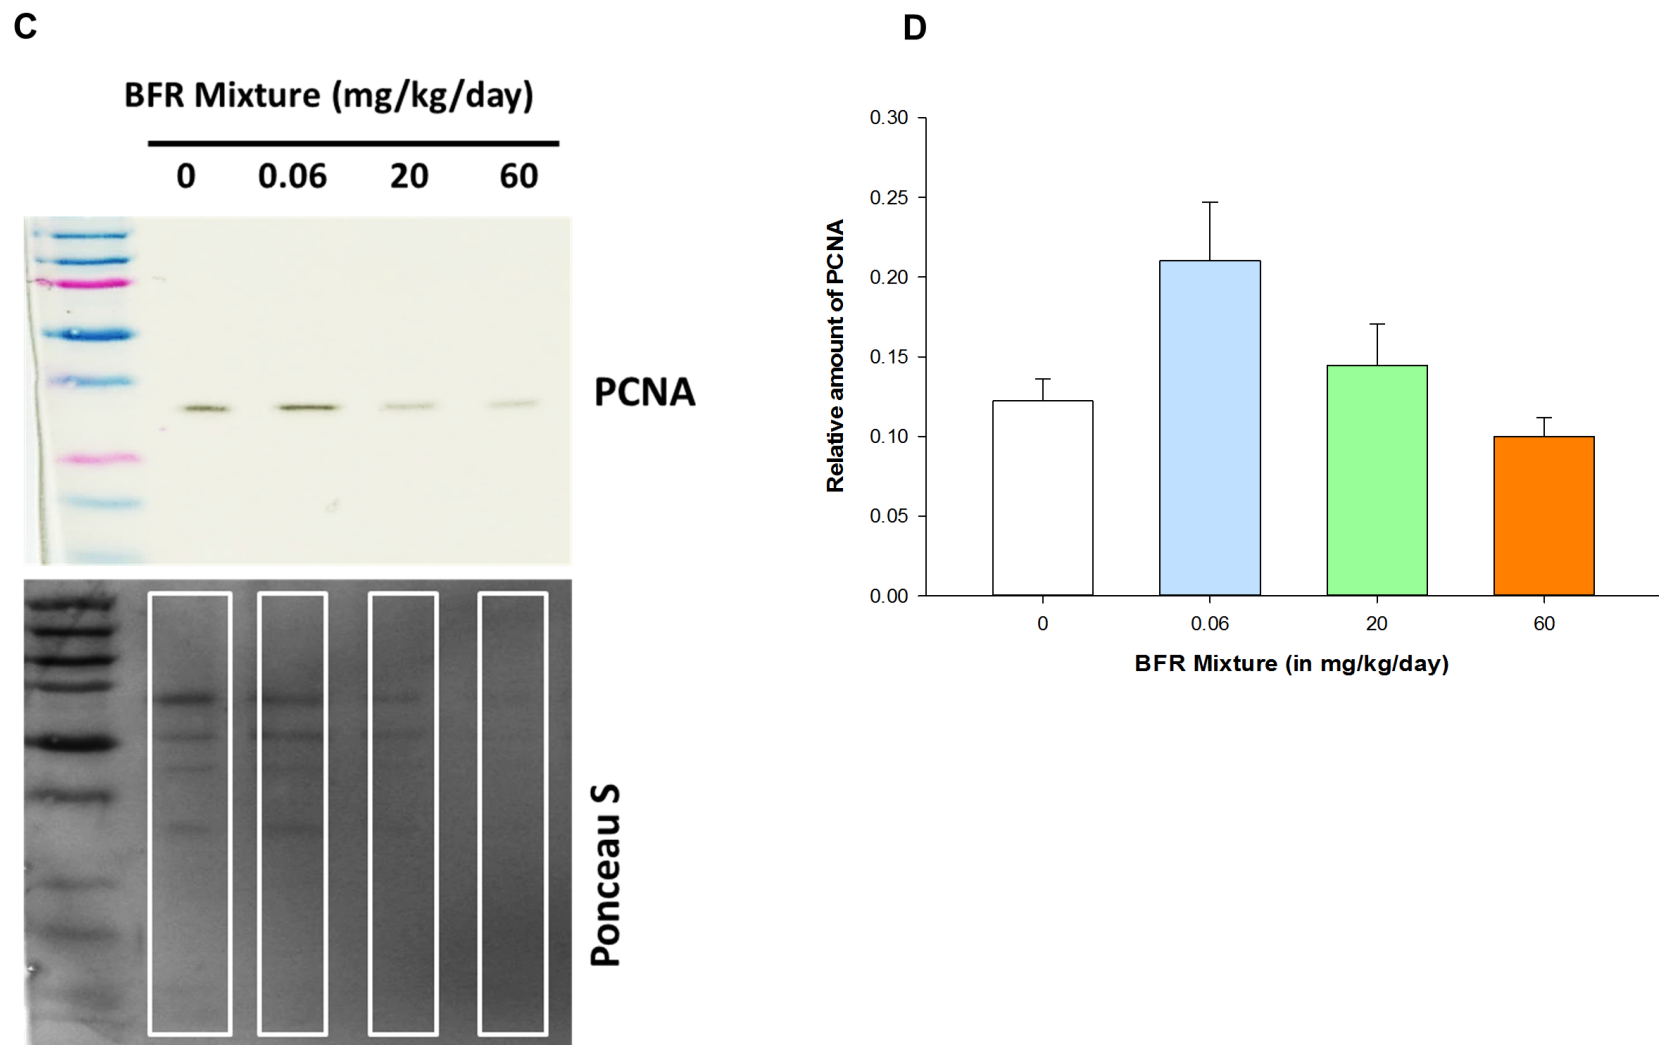 C
BFR Mixture (mg/kg/day)
0 0.06 20 60
PCNA
Ponceau S
D
0.30
0.25
0.20
0.15
0.10
0.05
0.00
Relative amount of PCNA
0 0.06 20 60
BFR Mixture (in mg/kg/day)